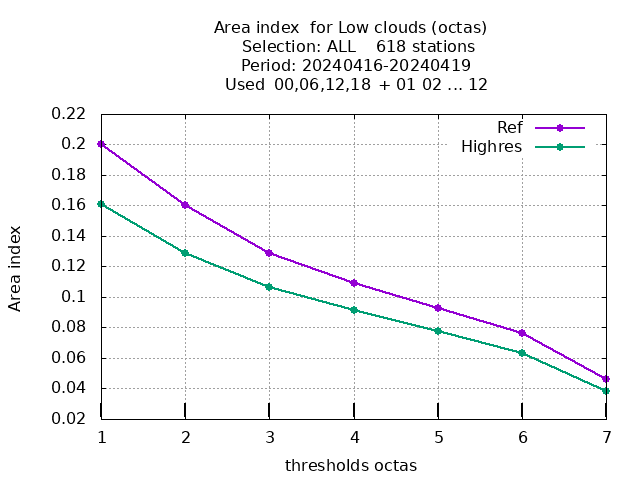 Area index  for Low clouds (octas)
Selection: ALL    618 stations
Period: 20240416-20240419
Used  00,06,12,18  + 01 02 ... 12
Ref
Highres
0.22
0.2
0.18
0.16
0.14
0.12
0.1
0.08
0.06
0.04
0.02
Area index
1 2 3 4 5 6 7
thresholds octas